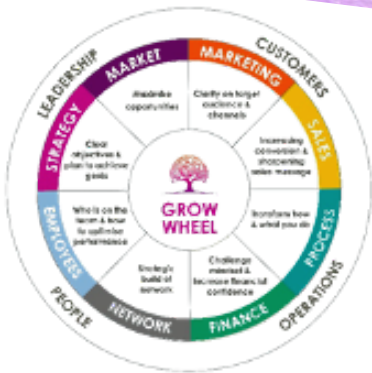 LEADERSHIP
CUSTOMERS
OPERATIONS
PEOPLE
MARKET
MARKETING
SALES
PROCESS
FINANCE
NETWORK
EMPLOYEES
STRATEGY
Maximise
opportunities
Clarity on target
audience &
channels
Increasing
conversion &
sharpening
sales message
Transform how
& what you do
Challenge
mindset &
increase financial
confidence
Strategic
build of
network
Who is on the
team & how
to optimise
performance
Clear
objectives &
plan to achieve
goals
GROW
WHEEL